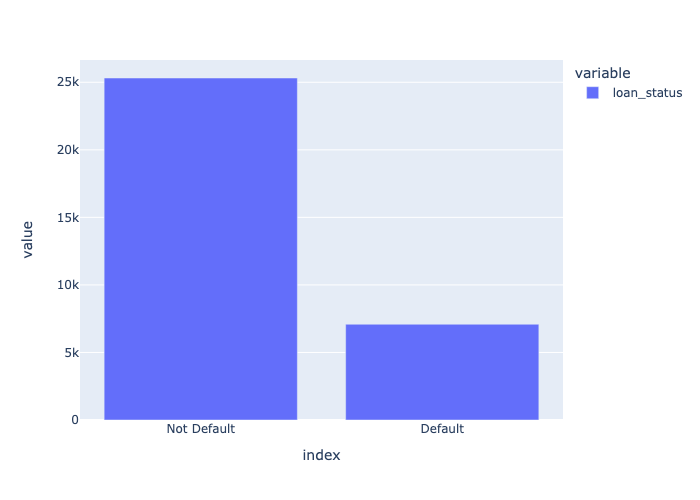 variable
loan_status
25k
20k
15k
10k
5k
0
value
Not Default
Default
index